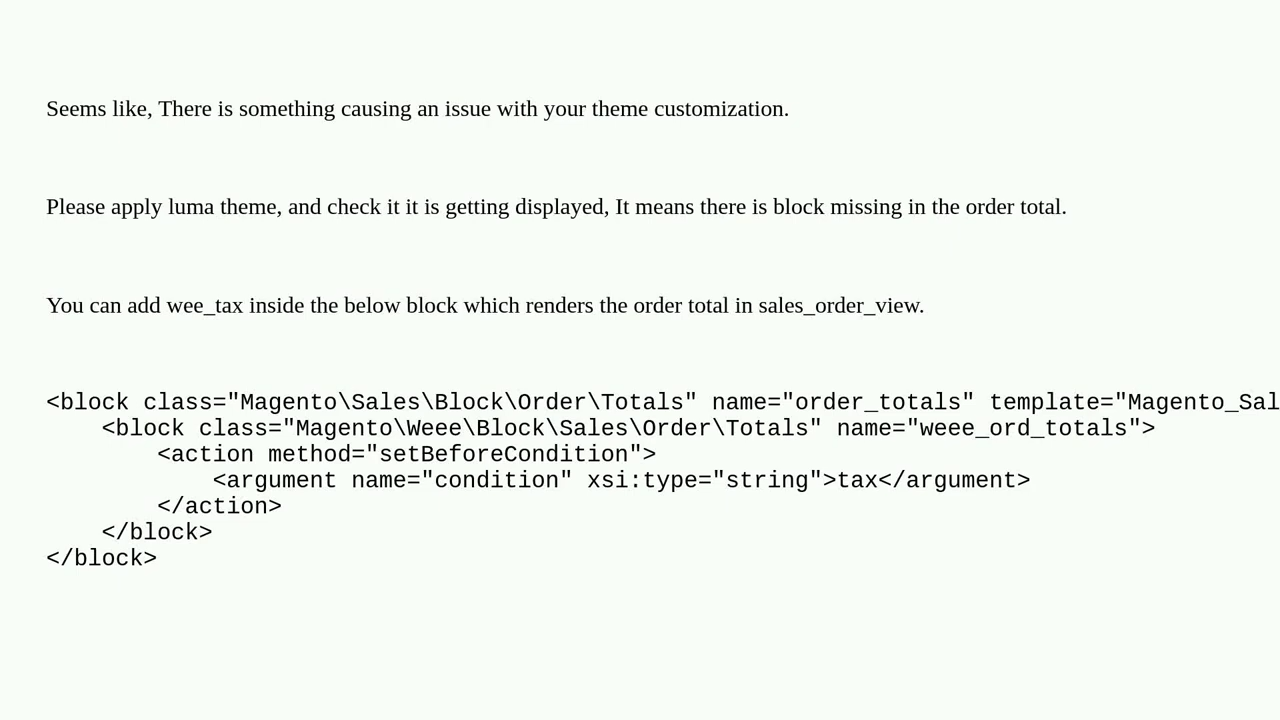 Seems like, There is something causing an issue with your theme customization.
Please apply luma theme, and check it it is getting displayed, It means there is block missing in the order total.
You can add wee_tax inside the below block which renders the order total in sales_order_view.
<block class="Magento\Sales\Block\Order\Totals" name="order_totals" template="Magento_Sal
    <block class="Magento\Weee\Block\Sales\Order\Totals" name="weee_ord_totals">
        <action method="setBeforeCondition">
            <argument name="condition" xsi:type="string">tax</argument>
        </action>
    </block>
</block>